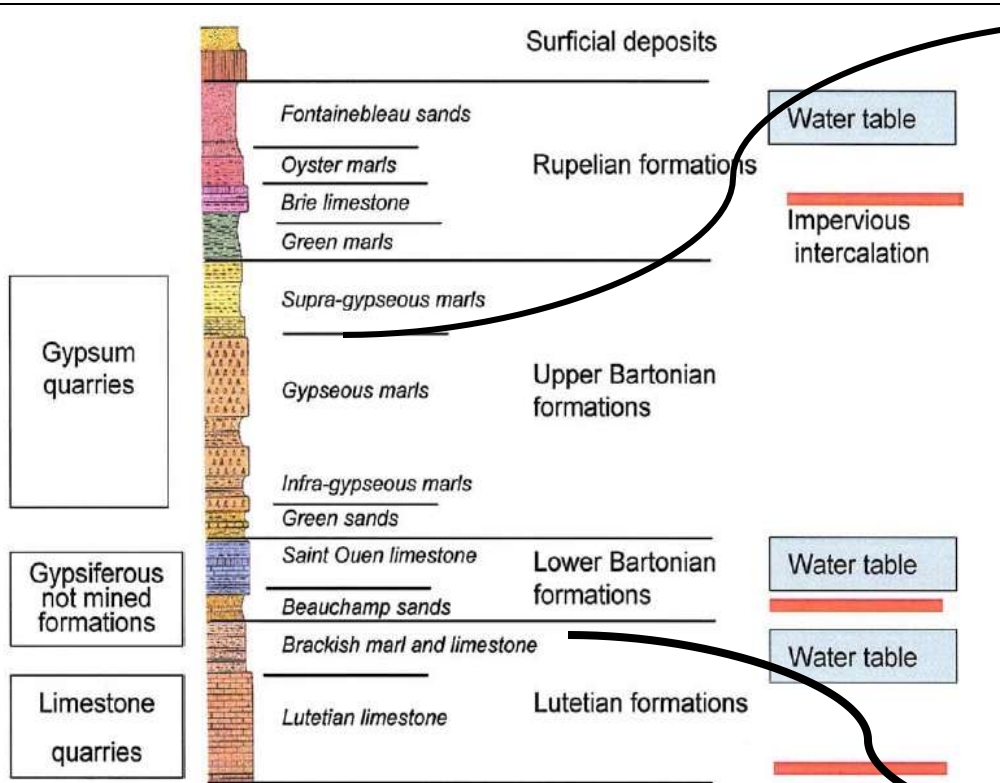 Surficial deposits
Fontainebleau sands
Water table
Oyster marls
Rupelian formations
Brie limestone
Impervious
intercalation
Green marls
Supra-gypseous marls
Gypsum
quarries
Gypseous marls
Upper Bartonian
formations
Infra-gypseous marls
Green sands
Saint Ouen limestone
Lower Bartonian
formations
Water table
Gypsiferous
not mined
formations
Beauchamp sands
Brackish marl and limestone
Water table
Limestone
quarries
Lutetian limestone
Lutetian formations